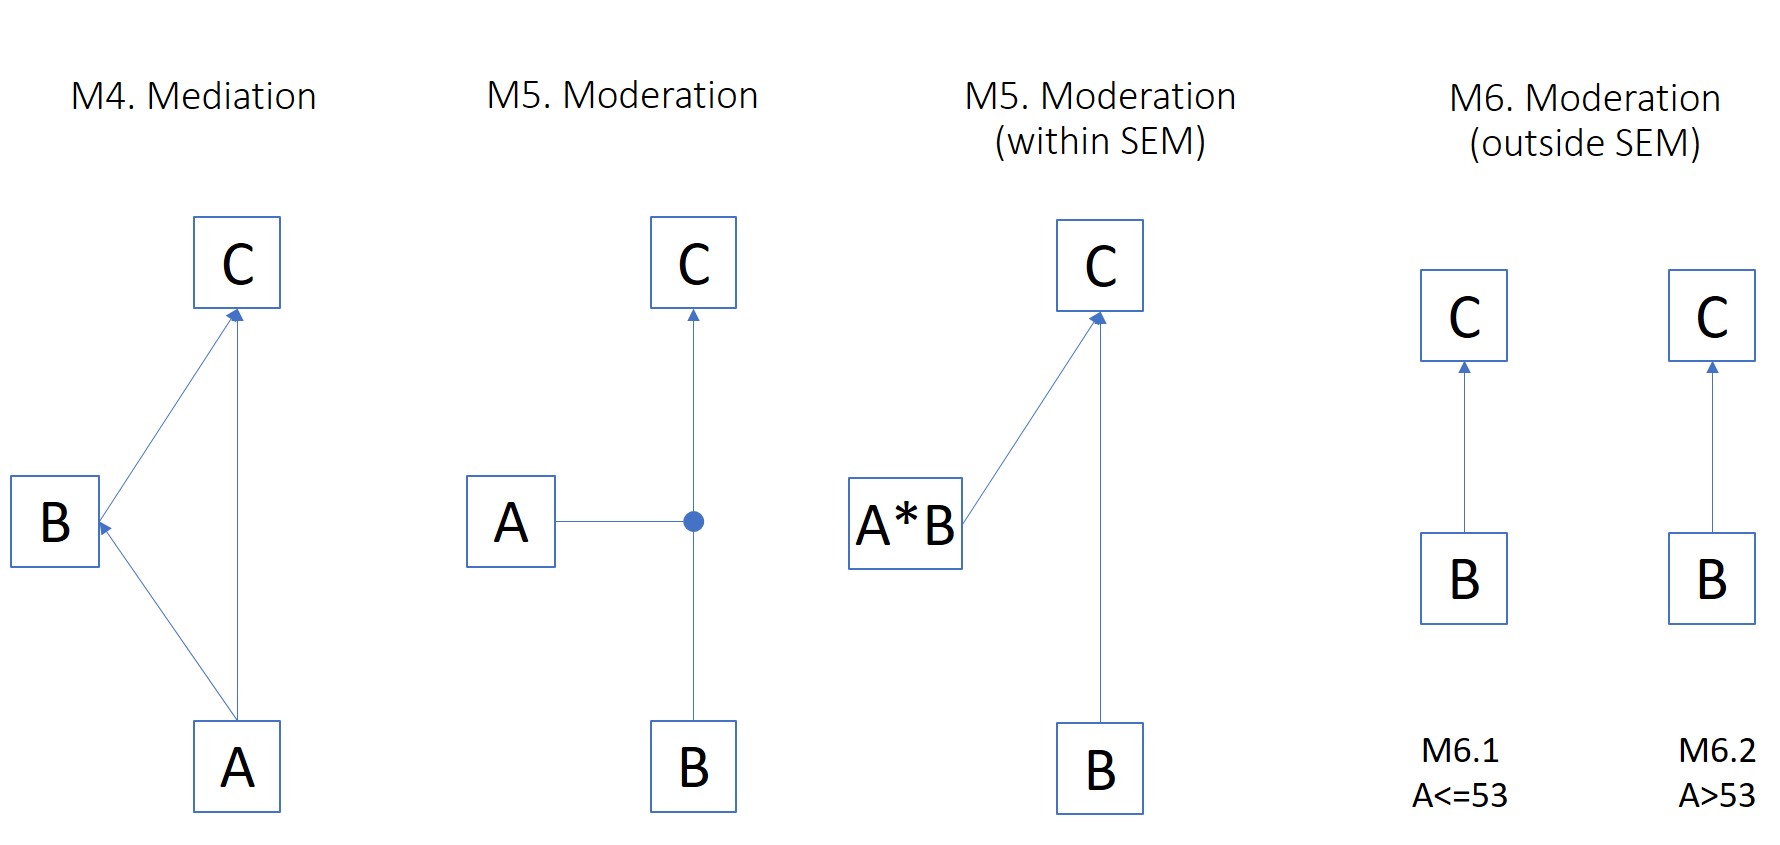 M4. Mediation
M5. Moderation
M5. Moderation
(within SEM)
M6. Moderation
(outside SEM)
C
B
A
C
A
B
C
A*B
B
C
B
M6.1
A<=53
C
B
M6.2
A>53